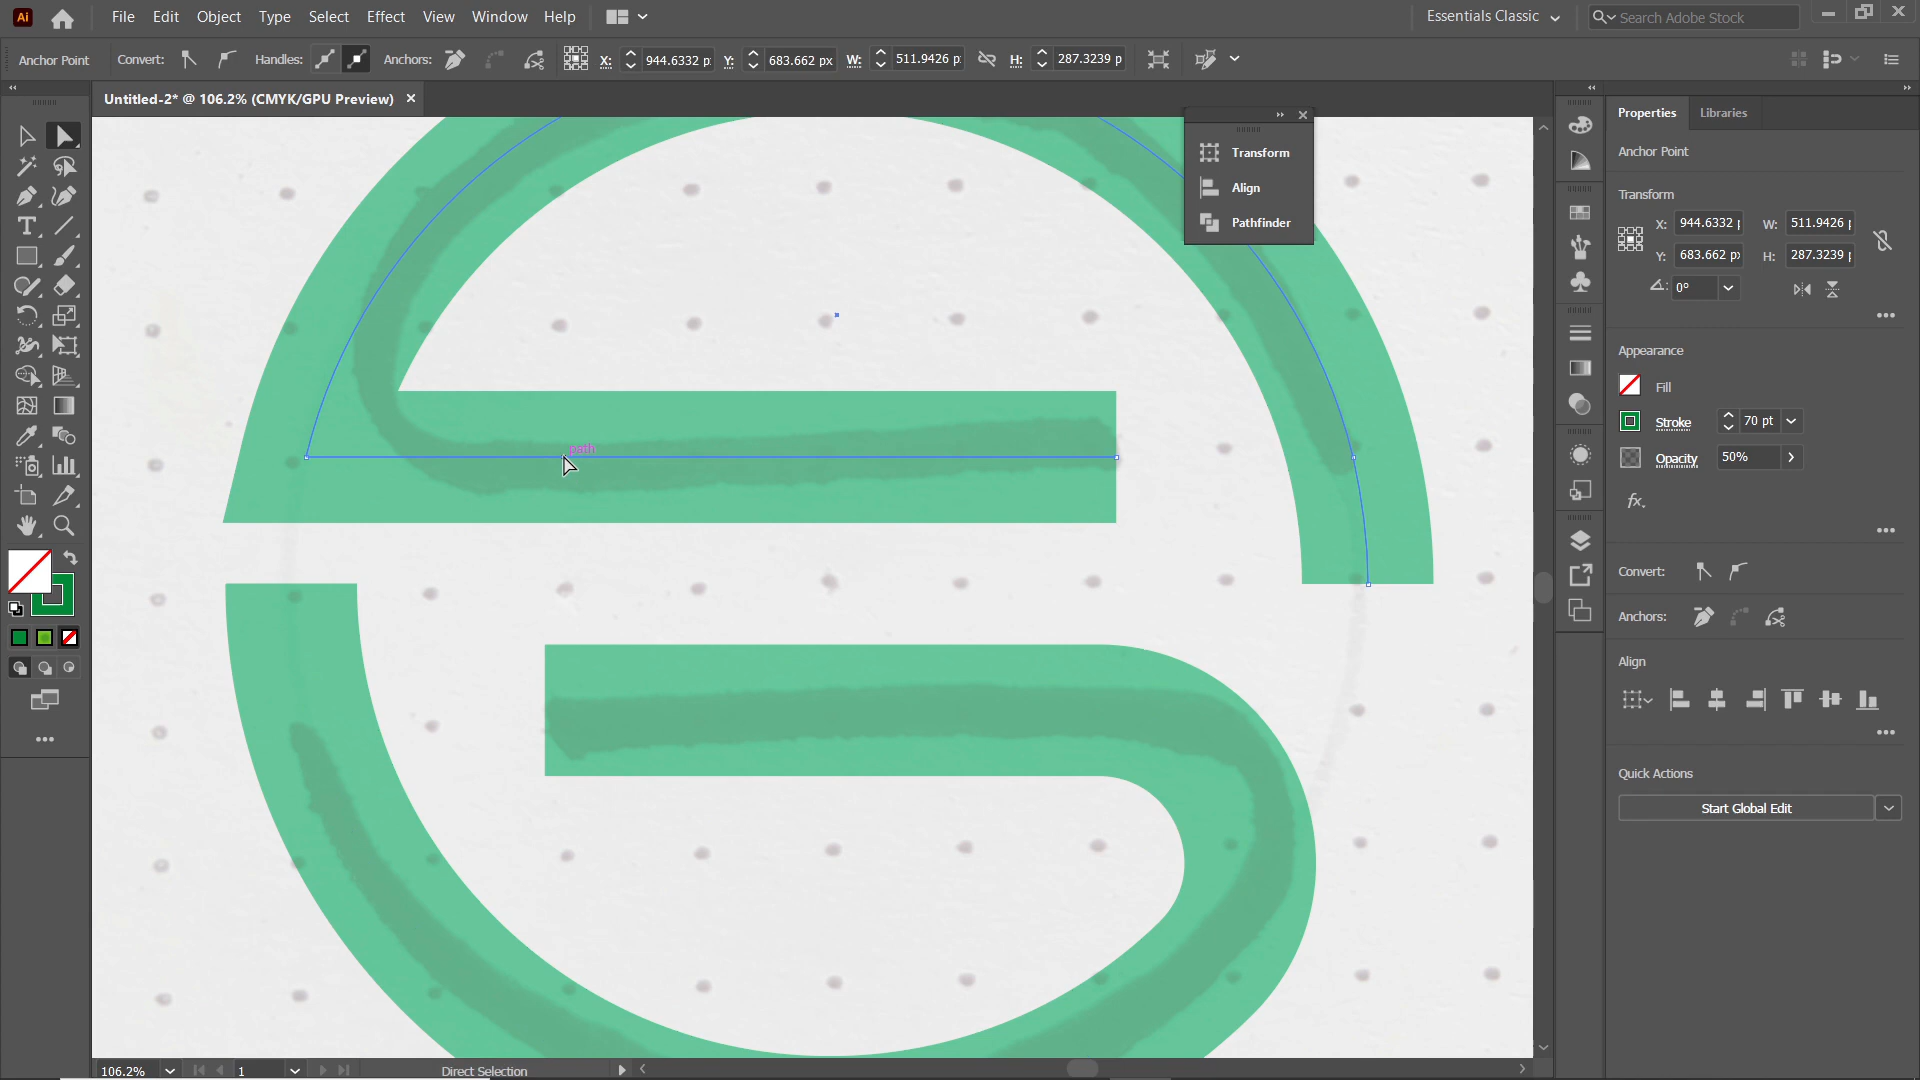 Ai File Edit Object Type Select Effect View Window Help Essentials Classic Search Adobe Stock
Anchor Point Convert: Handles: Anchors: X: 944.6332 p Y: 683.662 px W: 511.9426 p H: 287.3239 p
Untitled-2* @ 106.2% (CMYK/GPU Preview)
Transform
Align
Pathfinder
path
Properties Libraries
Anchor Point
Transform
X: 944.6332 p W: 511.9426 p
Y: 683.662 px H: 287.3239 p
0°
Appearance
Fill
Stroke 70 pt
Opacity 50%
fx.
Convert:
Anchors:
Align
Quick Actions
Start Global Edit
106.2% 1 Direct Selection